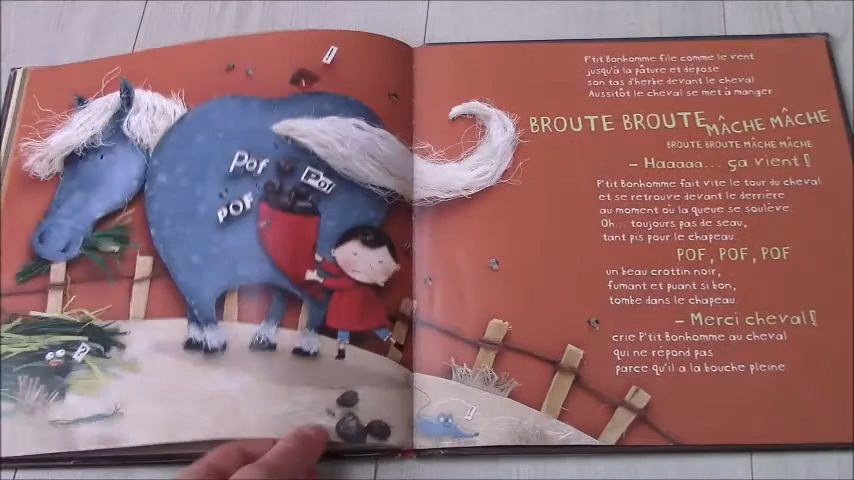 !
Pof
Pof
POF
!
!
P'tit Bonhomme file comme le vent
jusqu'à la pâture et dépose
son tas d'herbe devant le cheval.
Aussitôt le cheval se met à manger
BROUTE BROUTE MÂCHE MÂCHE
BROUTE BROUTE MÂCHE MÂCHE
– Haaaaa... ça vient !
P'tit Bonhomme fait vite le tour du cheval
et se retrouve devant le derrière
au moment où la queue se soulève.
Oh... toujours pas de seau,
tant pis pour le chapeau.
POF, POF, POF
un beau crottin noir,
fumant et puant si bon,
tombe dans le chapeau.
– Merci cheval !
crie P'tit Bonhomme au cheval
qui ne répond pas
parce qu'il a la bouche pleine.